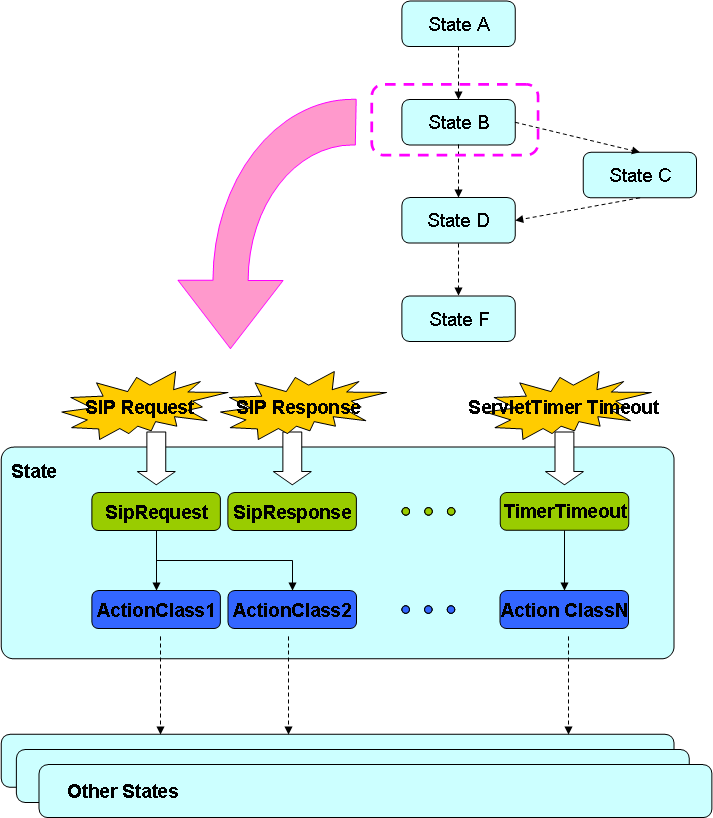 State A
State B
State C
State D
State F
SIP Request
SIP Response
ServletTimer Timeout
State
SipRequest
SipResponse
TimerTimeout
ActionClass1
ActionClass2
Action ClassN
Other States